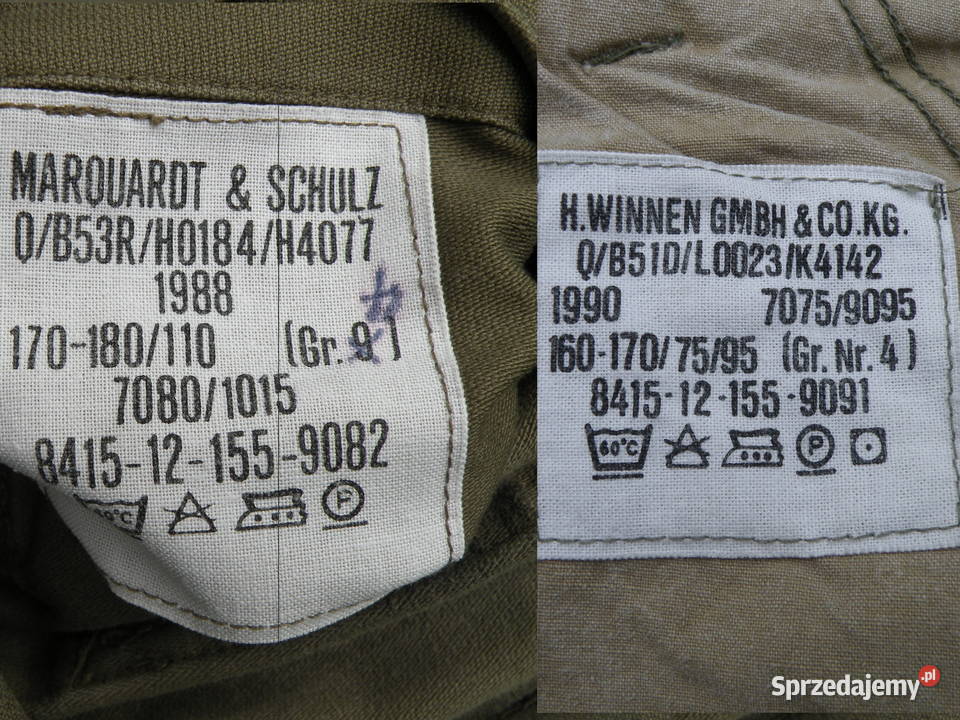 MARQUARDT & SCHULZ
Q/B53R/H0184/H4077
1988
170-180/110 (Gr. 9)
4
7080/1015
8415-12-155-9082
°C
P
H.WINNEN GMBH & CO.KG.
Q/B51D/L0023/K4142
1990 7075/9095
160-170/75/95 (Gr. Nr. 4)
8415-12-155-9091
60°C
P
Sprzedajemy.pl